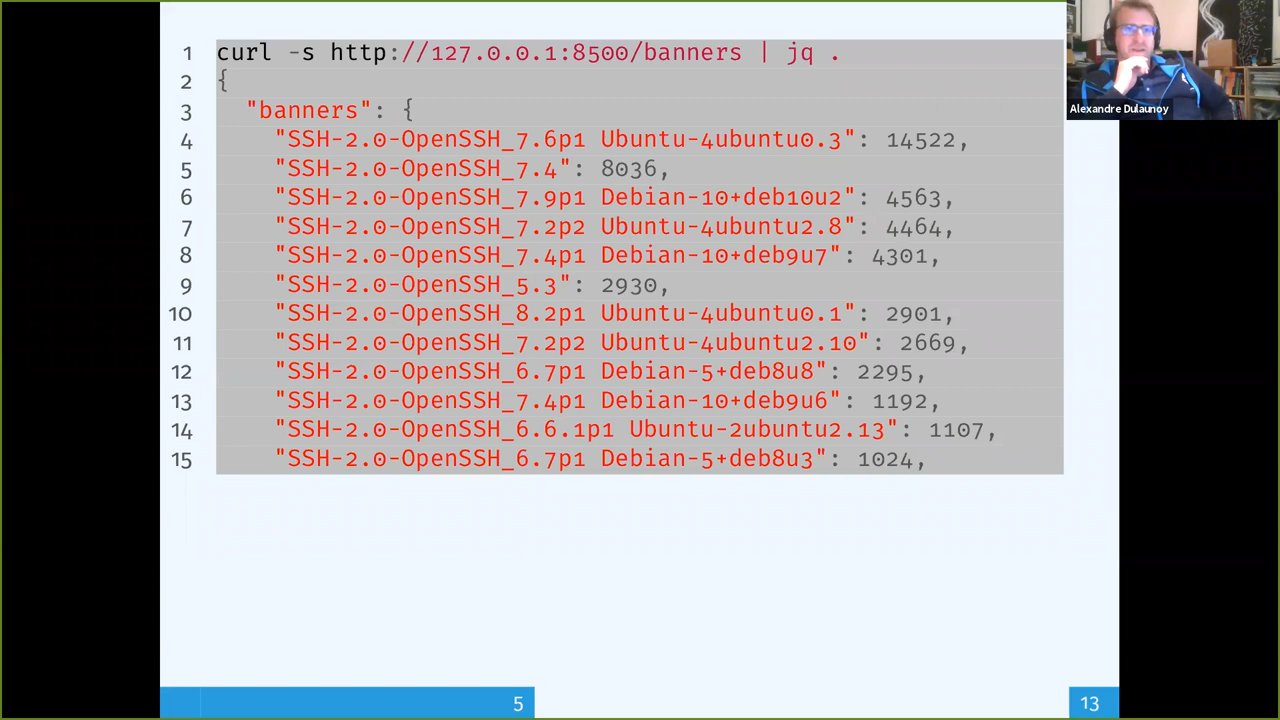 1 curl -s http://127.0.0.1:8500/banners | jq .
2 {
3 "banners": {
4 "SSH-2.0-OpenSSH_7.6p1 Ubuntu-4ubuntu0.3": 14522,
5 "SSH-2.0-OpenSSH_7.4": 8036,
6 "SSH-2.0-OpenSSH_7.9p1 Debian-10+deb10u2": 4563,
7 "SSH-2.0-OpenSSH_7.2p2 Ubuntu-4ubuntu2.8": 4464,
8 "SSH-2.0-OpenSSH_7.4p1 Debian-10+deb9u7": 4301,
9 "SSH-2.0-OpenSSH_5.3": 2930,
10 "SSH-2.0-OpenSSH_8.2p1 Ubuntu-4ubuntu0.1": 2901,
11 "SSH-2.0-OpenSSH_7.2p2 Ubuntu-4ubuntu2.10": 2669,
12 "SSH-2.0-OpenSSH_6.7p1 Debian-5+deb8u8": 2295,
13 "SSH-2.0-OpenSSH_7.4p1 Debian-10+deb9u6": 1192,
14 "SSH-2.0-OpenSSH_6.6.1p1 Ubuntu-2ubuntu2.13": 1107,
15 "SSH-2.0-OpenSSH_6.7p1 Debian-5+deb8u3": 1024,
Alexandre Dulaunoy
5
13